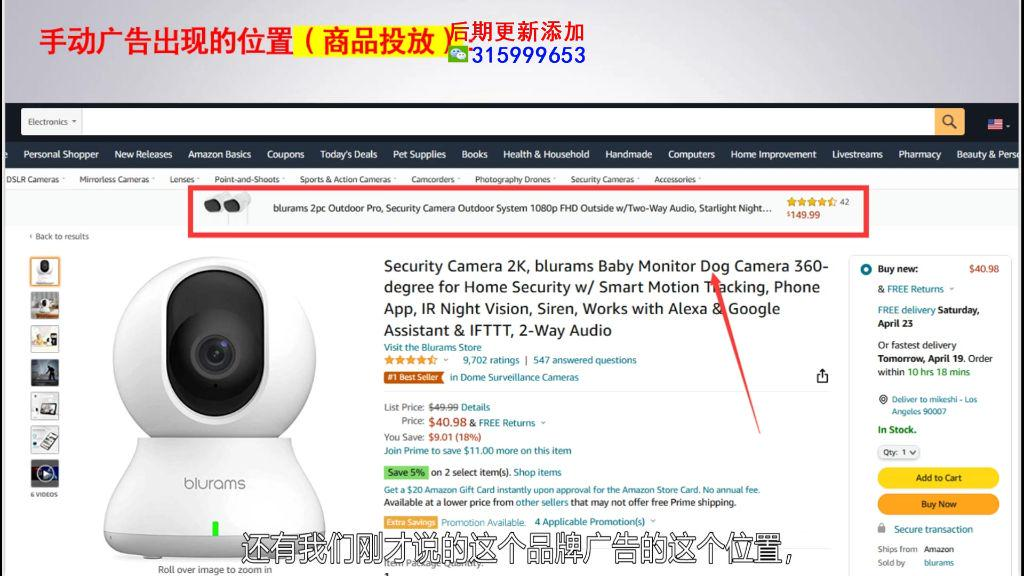 手动广告出现的位置（商品投放）
后期更新添加
315999653
Electronics
Personal Shopper New Releases Amazon Basics Coupons Today's Deals Pet Supplies Books Health & Household Handmade Computers Home Improvement Livestreams Pharmacy Beauty & Perso
DSLR Cameras Mirrorless Cameras Lenses Point-and-Shoots Sports & Action Cameras Camcorders Photography Drones Security Cameras Accessories
blurams 2pc Outdoor Pro, Security Camera Outdoor System 1080p FHD Outside w/Two-Way Audio, Starlight Night...
42
$149.99
‹ Back to results
6 VIDEOS
blurams
Roll over image to zoom in
Security Camera 2K, blurams Baby Monitor Dog Camera 360-
degree for Home Security w/ Smart Motion Tracking, Phone
App, IR Night Vision, Siren, Works with Alexa & Google
Assistant & IFTTT, 2-Way Audio
Visit the Blurams Store
9,702 ratings | 547 answered questions
#1 Best Seller in Dome Surveillance Cameras
List Price: $49.99 Details
Price: $40.98 & FREE Returns
You Save: $9.01 (18%)
Join Prime to save $11.00 more on this item
Save 5% on 2 select item(s). Shop items
Get a $20 Amazon Gift Card instantly upon approval for the Amazon Store Card. No annual fee.
Available at a lower price from other sellers that may not offer free Prime shipping.
Extra Savings Promotion Available. 4 Applicable Promotion(s)
Item Package Quantity:
Buy new: $40.98
& FREE Returns
FREE delivery Saturday,
April 23
Or fastest delivery
Tomorrow, April 19. Order
within 10 hrs 18 mins
Deliver to mikeshi - Los
Angeles 90007
In Stock.
Qty: 1
Add to Cart
Buy Now
Secure transaction
Ships from Amazon
Sold by blurams
还有我们刚才说的这个品牌广告的这个位置，